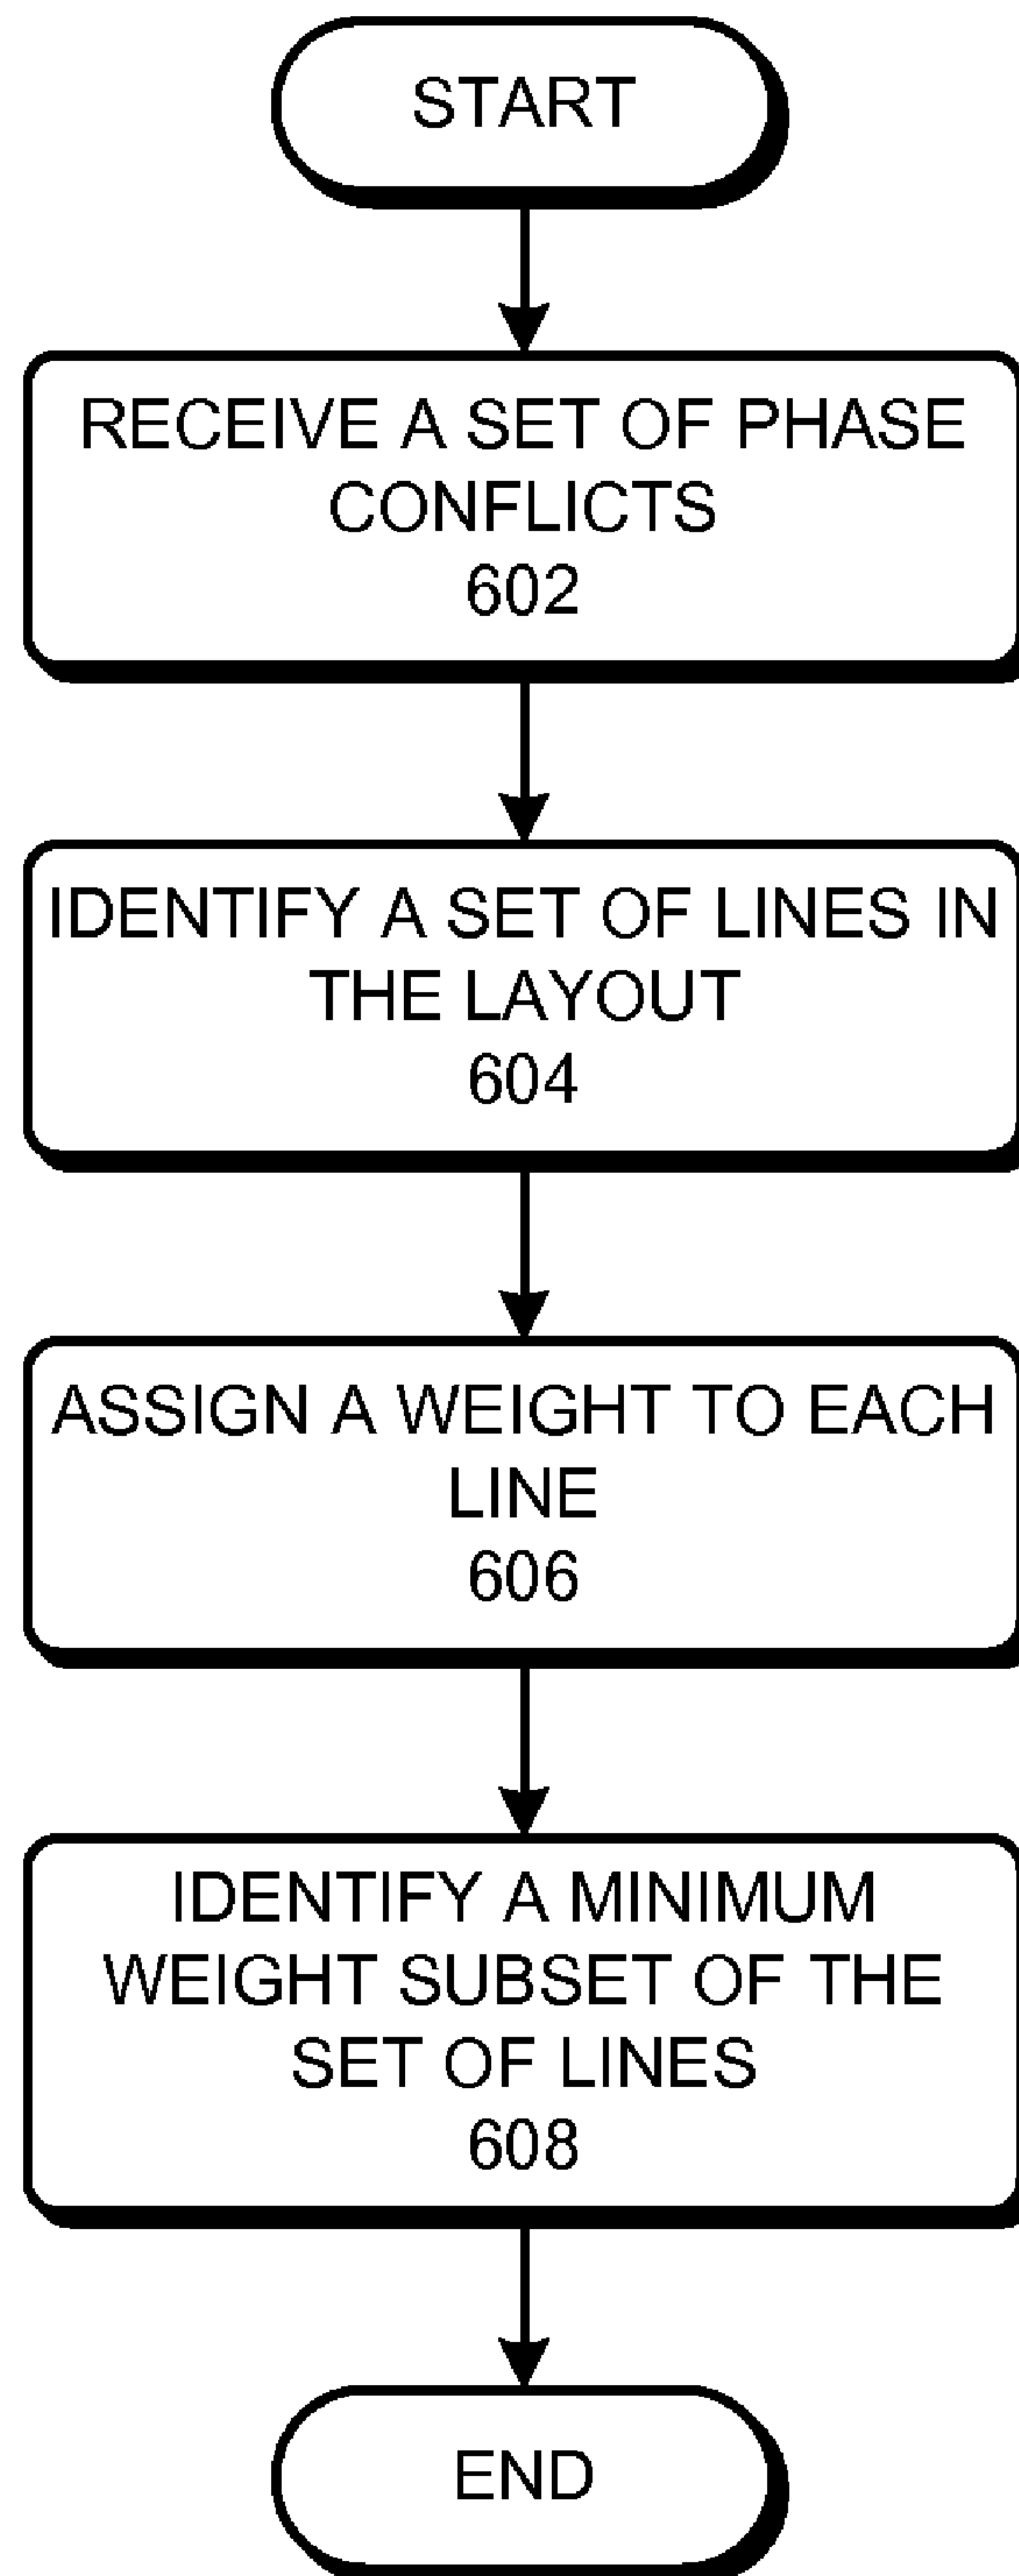 START
RECEIVE A SET OF PHASE
CONFLICTS
602
IDENTIFY A SET OF LINES IN
THE LAYOUT
604
ASSIGN A WEIGHT TO EACH
LINE
606
IDENTIFY A MINIMUM
WEIGHT SUBSET OF THE
SET OF LINES
608
END